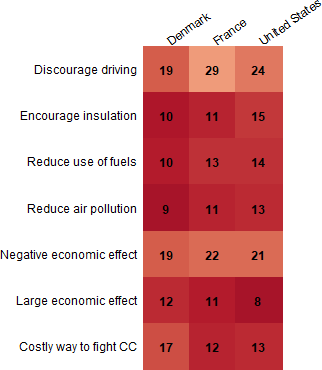 Denmark France United States
Discourage driving 19 29 24
Encourage insulation 10 11 15
Reduce use of fuels 10 13 14
Reduce air pollution 9 11 13
Negative economic effect 19 22 21
Large economic effect 12 11 8
Costly way to fight CC 17 12 13